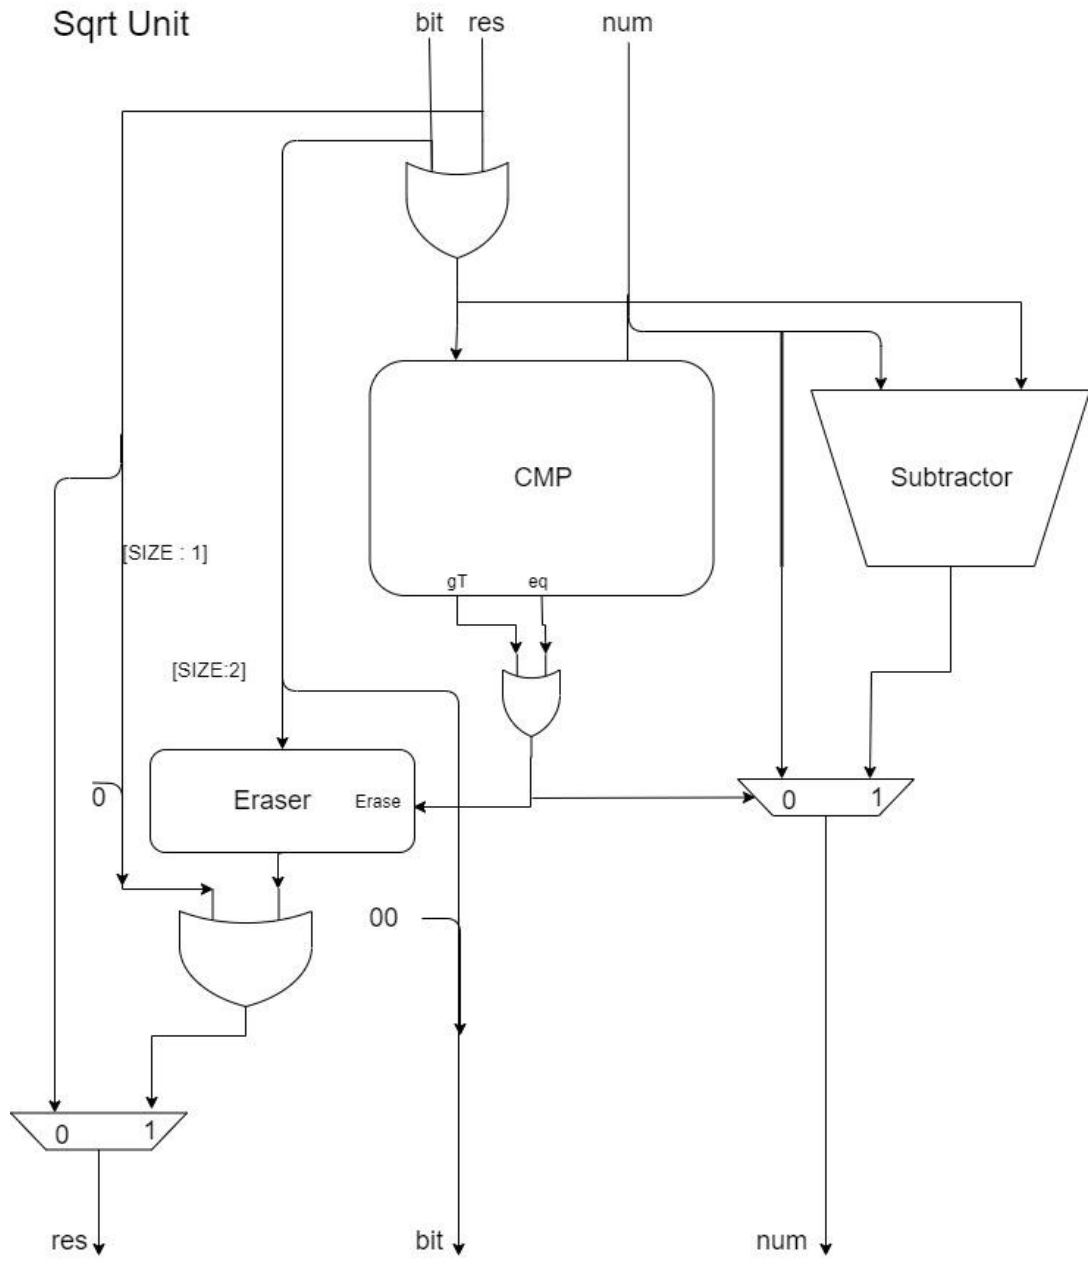 Sqrt Unit
bit res num
CMP
Subtractor
[SIZE : 1]
gT eq
[SIZE:2]
0
Eraser Erase
0 1
00
0 1
res bit num